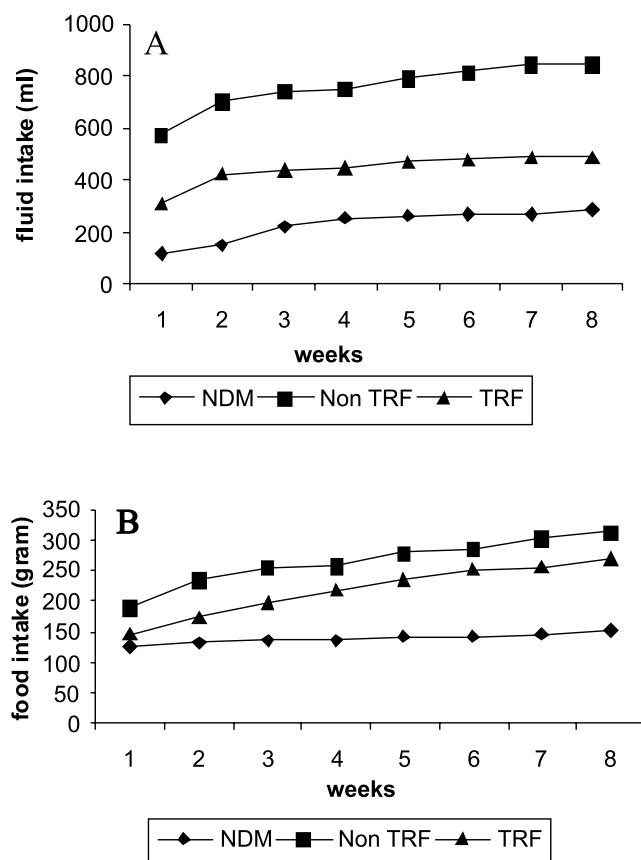 A
fluid intake (ml)
1000
800
600
400
200
0
1 2 3 4 5 6 7 8
weeks
NDM Non TRF TRF
B
food intake (gram)
350
300
250
200
150
100
50
0
1 2 3 4 5 6 7 8
weeks
NDM Non TRF TRF